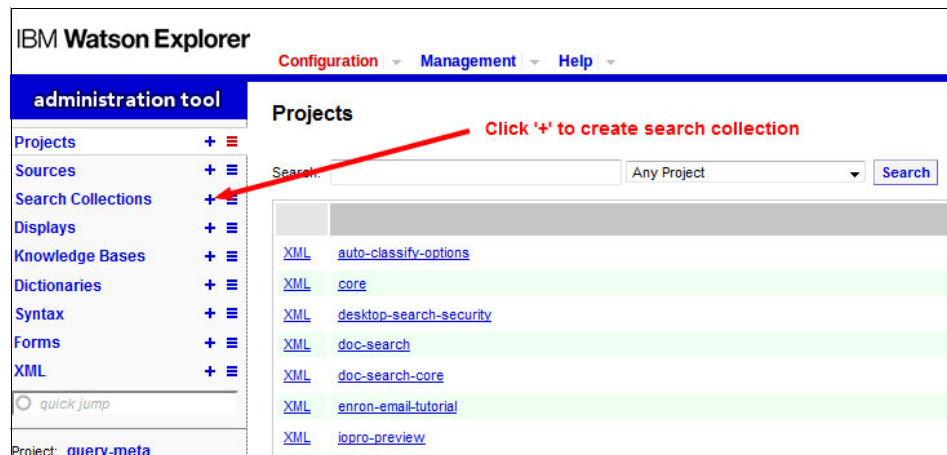 IBM Watson Explorer
Configuration Management Help
administration tool
Projects
Click '+' to create search collection
Projects + ≡
Sources + ≡
Search: Any Project Search
Search Collections + ≡
Displays + ≡
Knowledge Bases + ≡
Dictionaries + ≡
Syntax + ≡
Forms + ≡
XML + ≡
quick jump
Project: query-meta
XML auto-classify-options
XML core
XML desktop-search-security
XML doc-search
XML doc-search-core
XML enron-email-tutorial
XML iopro-preview